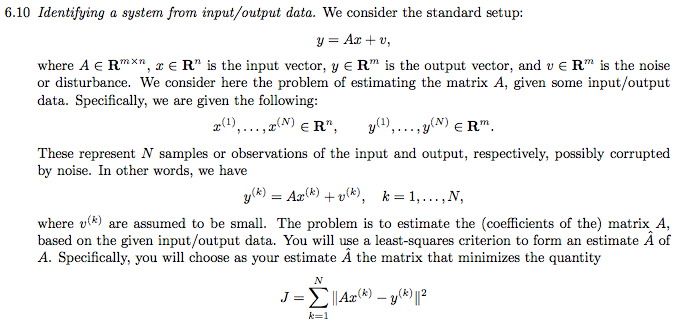 6.10 Identifying a system from input/output data. We consider the standard setup:
y = Ax + v,
where A ∈ R^{m×n}, x ∈ R^n is the input vector, y ∈ R^m is the output vector, and v ∈ R^m is the noise
or disturbance. We consider here the problem of estimating the matrix A, given some input/output
data. Specifically, we are given the following:
x^{(1)}, . . . , x^{(N)} ∈ R^n, y^{(1)}, . . . , y^{(N)} ∈ R^m.
These represent N samples or observations of the input and output, respectively, possibly corrupted
by noise. In other words, we have
y^{(k)} = Ax^{(k)} + v^{(k)}, k = 1, . . . , N,
where v^{(k)} are assumed to be small. The problem is to estimate the (coefficients of the) matrix A,
based on the given input/output data. You will use a least-squares criterion to form an estimate Â of
A. Specifically, you will choose as your estimate Â the matrix that minimizes the quantity
J = ∑_{k=1}^{N} ‖Ax^{(k)} − y^{(k)}‖^2